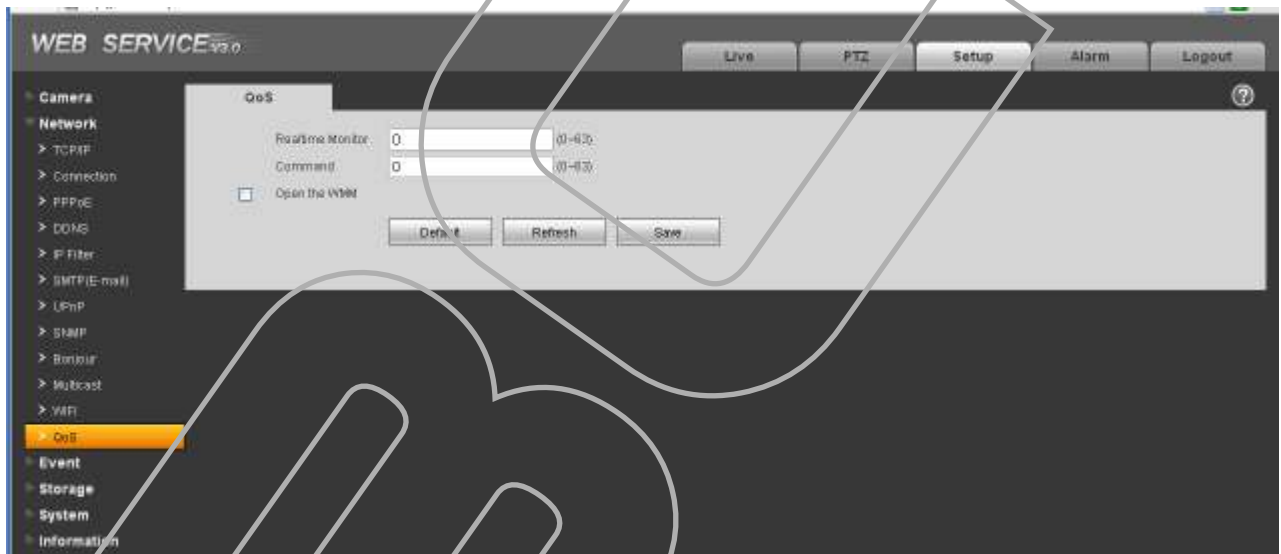 WEB SERVICE V3.0
Live PTZ Setup Alarm Logout
Camera
Network
TCP/IP
Connection
PPPoE
DDNS
IP Filter
SMTP(E-mail)
UPnP
SNMP
Bonjour
Multicast
WIFI
QoS
Event
Storage
System
Information
QoS
?
Realtime Monitor 0 (0~63)
Command 0 (0~63)
Open the WMM
Default Refresh Save